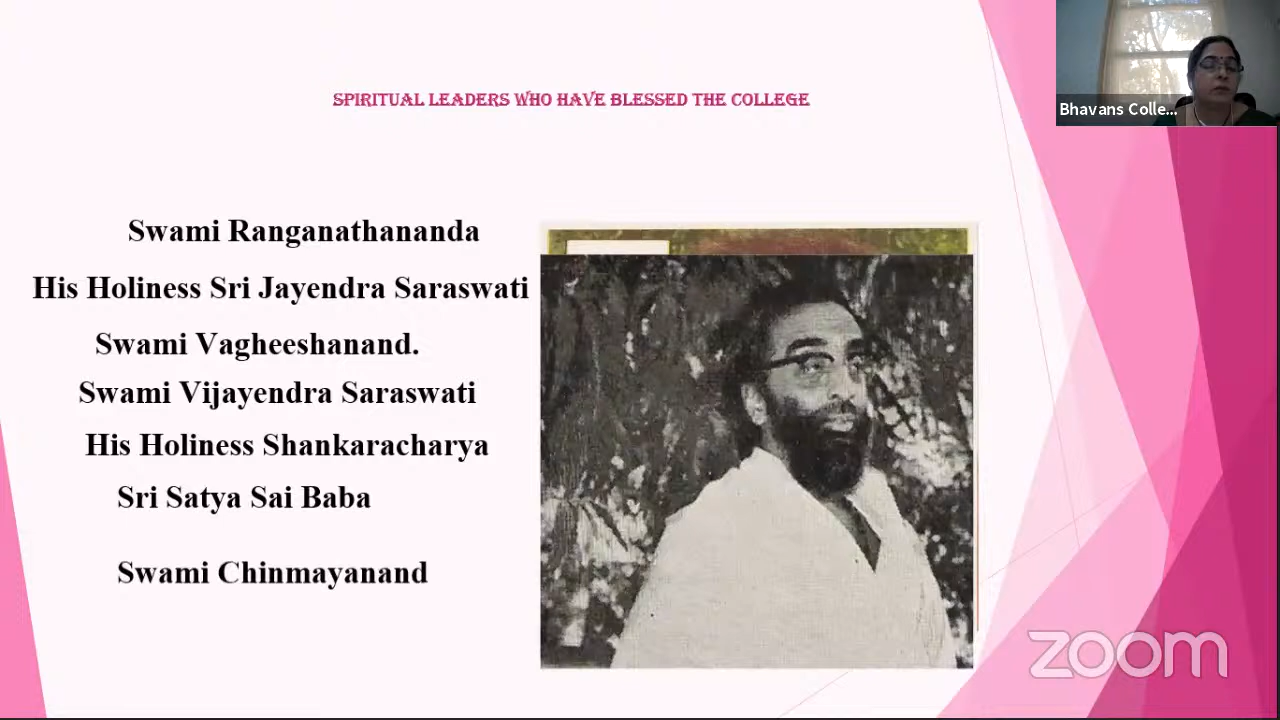 SPIRITUAL LEADERS WHO HAVE BLESSED THE COLLEGE
Bhavans Colle...
Swami Ranganathananda
His Holiness Sri Jayendra Saraswati
Swami Vagheeshanand.
Swami Vijayendra Saraswati
His Holiness Shankaracharya
Sri Satya Sai Baba
Swami Chinmayanand
zoom